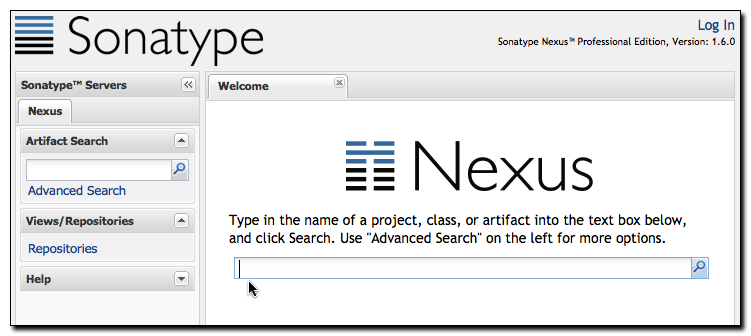 Sonatype
Log In
Sonatype Nexus™ Professional Edition, Version: 1.6.0
Sonatype™ Servers
Nexus
Artifact Search
Advanced Search
Views/Repositories
Repositories
Help
Welcome
Nexus
Type in the name of a project, class, or artifact into the text box below,
and click Search. Use "Advanced Search" on the left for more options.